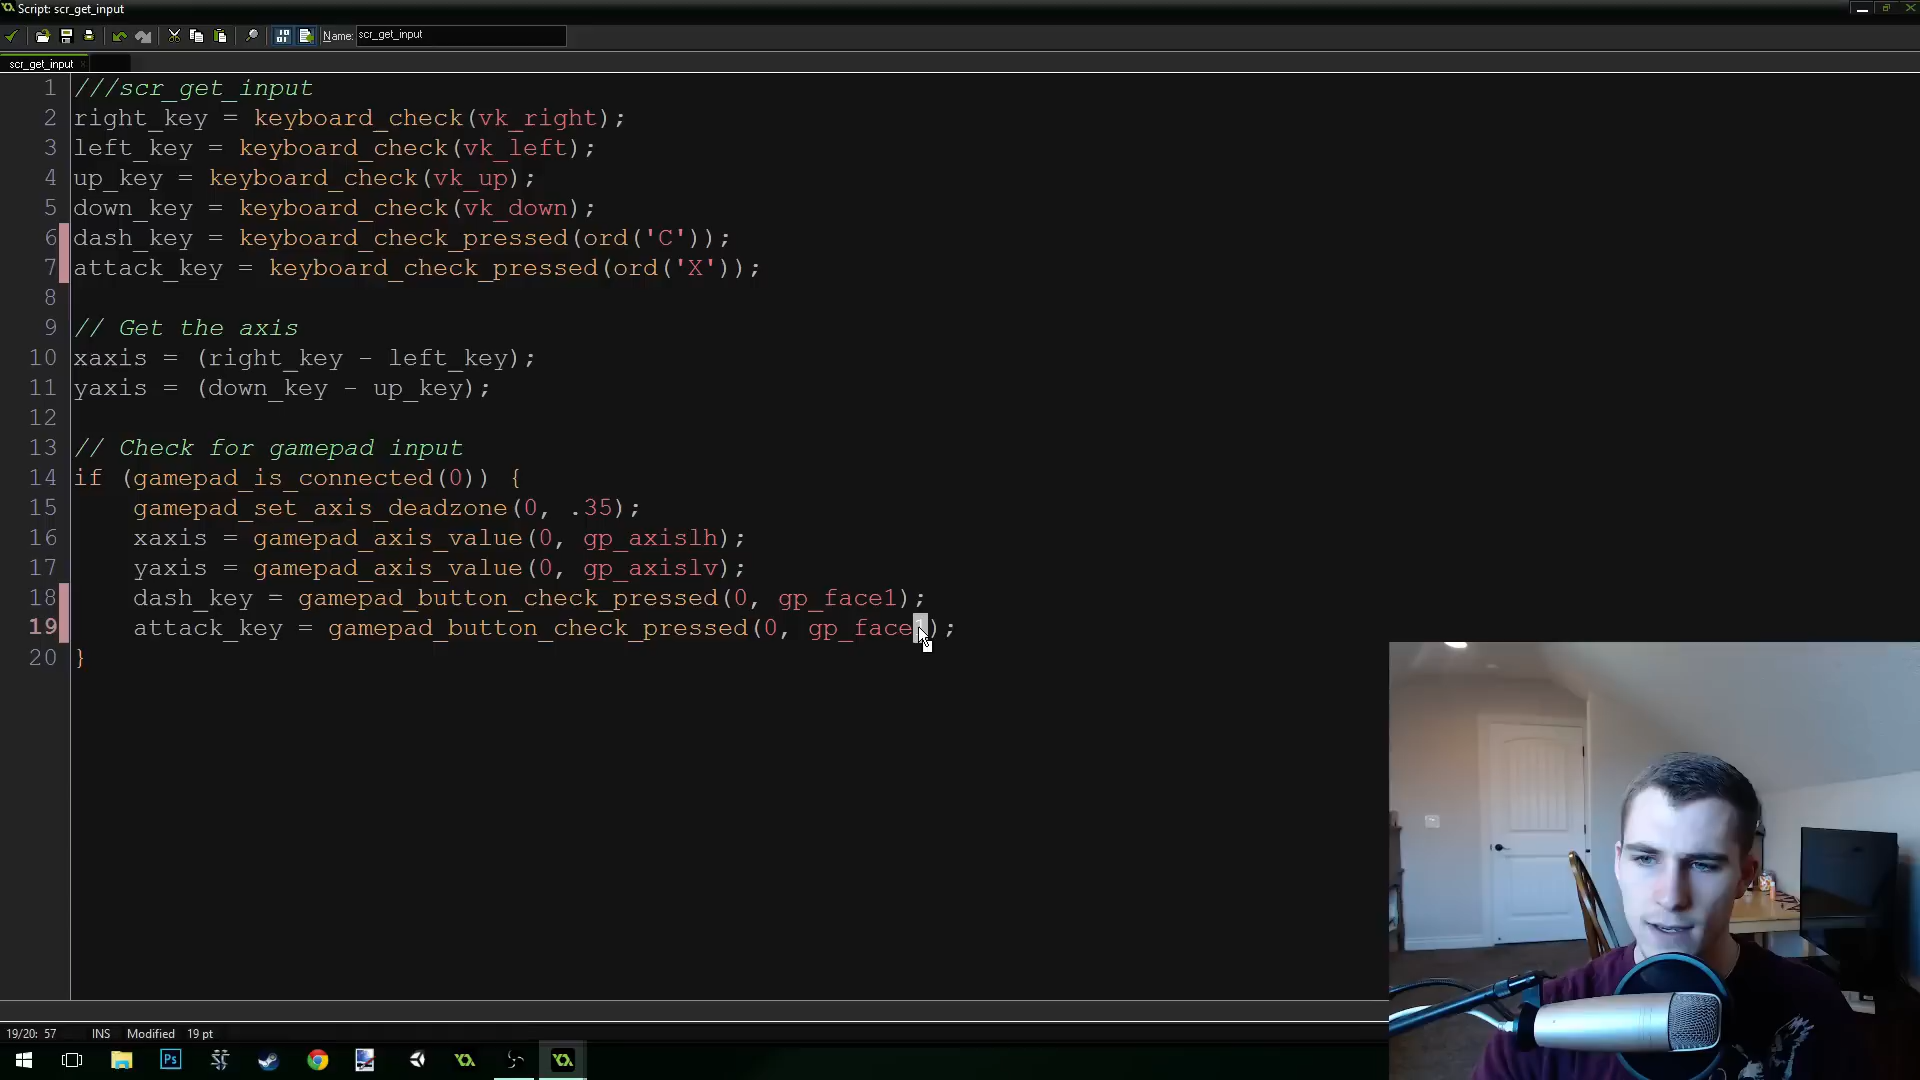 Script: scr_get_input
Name: scr_get_input
scr_get_input
1 ///scr_get_input
2 right_key = keyboard_check(vk_right);
3 left_key = keyboard_check(vk_left);
4 up_key = keyboard_check(vk_up);
5 down_key = keyboard_check(vk_down);
6 dash_key = keyboard_check_pressed(ord('C'));
7 attack_key = keyboard_check_pressed(ord('X'));
8
9 // Get the axis
10 xaxis = (right_key - left_key);
11 yaxis = (down_key - up_key);
12
13 // Check for gamepad input
14 if (gamepad_is_connected(0)) {
15 gamepad_set_axis_deadzone(0, .35);
16 xaxis = gamepad_axis_value(0, gp_axislh);
17 yaxis = gamepad_axis_value(0, gp_axislv);
18 dash_key = gamepad_button_check_pressed(0, gp_face1);
19 attack_key = gamepad_button_check_pressed(0, gp_face1);
20 }
19/20: 57 INS Modified 19 pt
Ps